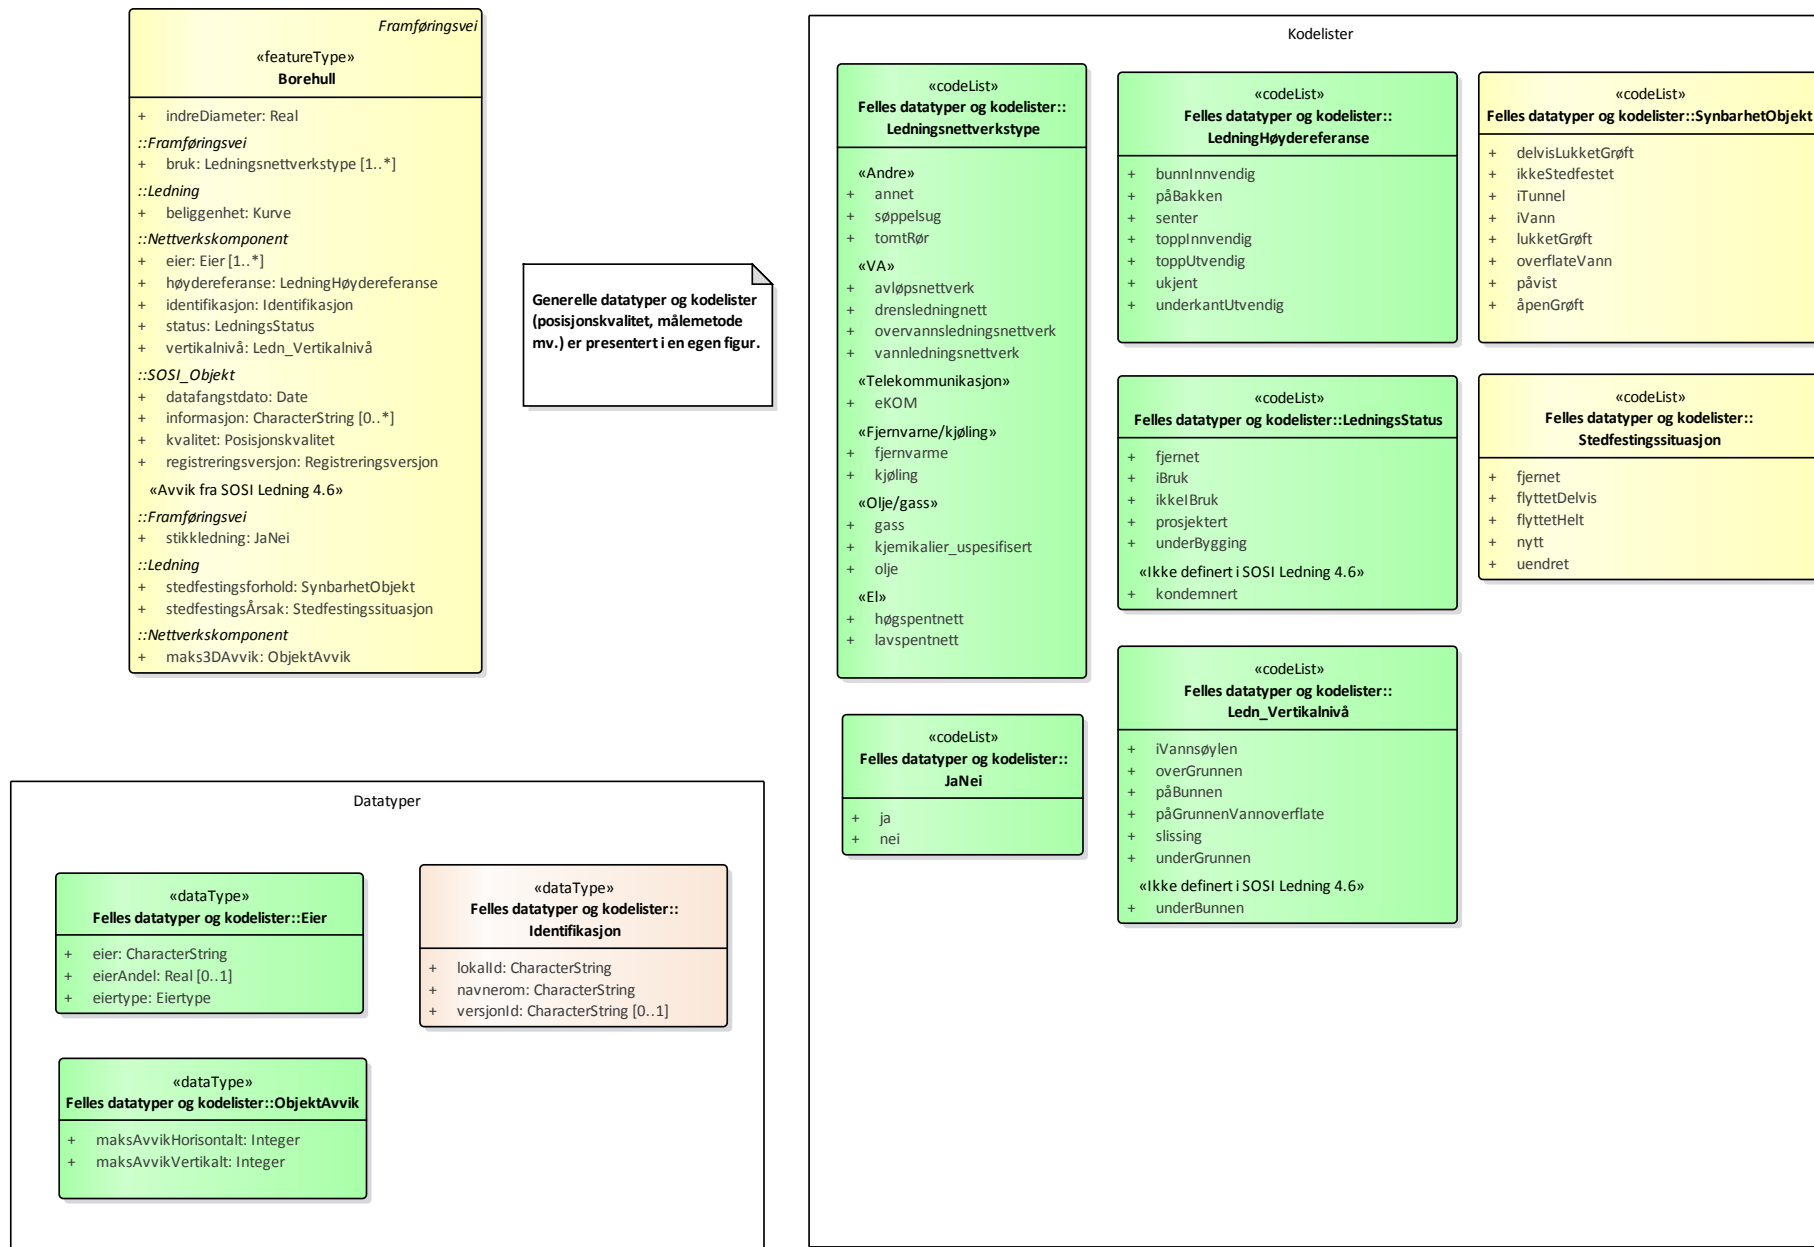 Framføringsvei
«featureType»
Borehull
+ indreDiameter: Real
::Framføringsvei
+ bruk: Ledningsnettverkstype [1..*]
::Ledning
+ beliggenhet: Kurve
::Nettverkskomponent
+ eier: Eier [1..*]
+ høydereferanse: LedningHøydereferanse
+ identifikasjon: Identifikasjon
+ status: LedningsStatus
+ vertikalnivå: Ledn_Vertikalnivå
::SOSI_Objekt
+ datafangstdato: Date
+ informasjon: CharacterString [0..*]
+ kvalitet: Posisjonskvalitet
+ registreringsversjon: Registreringsversjon
«Avvik fra SOSI Ledning 4.6»
::Framføringsvei
+ stikkledning: JaNei
::Ledning
+ stedfestingsforhold: SynbarhetObjekt
+ stedfestingsÅrsak: Stedfestingssituasjon
::Nettverkskomponent
+ maks3DAvvik: ObjektAvvik
Generelle datatyper og kodelister
(posisjonskvalitet, målemetode
mv.) er presentert i en egen figur.
Datatyper
«dataType»
Felles datatyper og kodelister::Eier
+ eier: CharacterString
+ eierAndel: Real [0..1]
+ eiertype: Eiertype
«dataType»
Felles datatyper og kodelister::
Identifikasjon
+ lokalId: CharacterString
+ navnerom: CharacterString
+ versjonId: CharacterString [0..1]
«dataType»
Felles datatyper og kodelister::ObjektAvvik
+ maksAvvikHorisontalt: Integer
+ maksAvvikVertikalt: Integer
Kodelister
«codeList»
Felles datatyper og kodelister::
Ledningsnettverkstype
«Andre»
+ annet
+ søppelsug
+ tomtRør
«VA»
+ avløpsnettverk
+ drensledningnett
+ overvannsledningsnettverk
+ vannledningsnettverk
«Telekommunikasjon»
+ eKOM
«Fjernvarne/kjøling»
+ fjernvarme
+ kjøling
«Olje/gass»
+ gass
+ kjemikalier_uspesifisert
+ olje
«El»
+ høgspentnett
+ lavspentnett
«codeList»
Felles datatyper og kodelister::
JaNei
+ ja
+ nei
«codeList»
Felles datatyper og kodelister::
LedningHøydereferanse
+ bunnInnvendig
+ påBakken
+ senter
+ toppInnvendig
+ toppUtvendig
+ ukjent
+ underkantUtvendig
«codeList»
Felles datatyper og kodelister::LedningsStatus
+ fjernet
+ iBruk
+ ikkeIBruk
+ prosjektert
+ underBygging
«Ikke definert i SOSI Ledning 4.6»
+ kondemnert
«codeList»
Felles datatyper og kodelister::
Ledn_Vertikalnivå
+ iVannsøylen
+ overGrunnen
+ påBunnen
+ påGrunnenVannoverflate
+ slissing
+ underGrunnen
«Ikke definert i SOSI Ledning 4.6»
+ underBunnen
«codeList»
Felles datatyper og kodelister::SynbarhetObjekt
+ delvisLukketGrøft
+ ikkeStedfestet
+ iTunnel
+ iVann
+ lukketGrøft
+ overflateVann
+ påvist
+ åpenGrøft
«codeList»
Felles datatyper og kodelister::
Stedfestingssituasjon
+ fjernet
+ flyttetDelvis
+ flyttetHelt
+ nytt
+ uendret